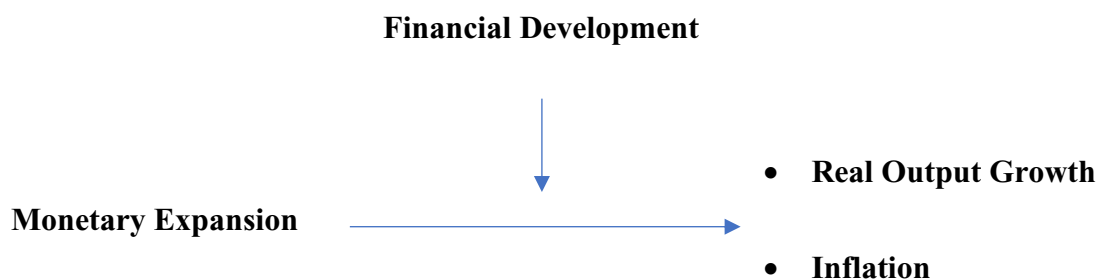 Financial Development
• Real Output Growth
Monetary Expansion
• Inflation